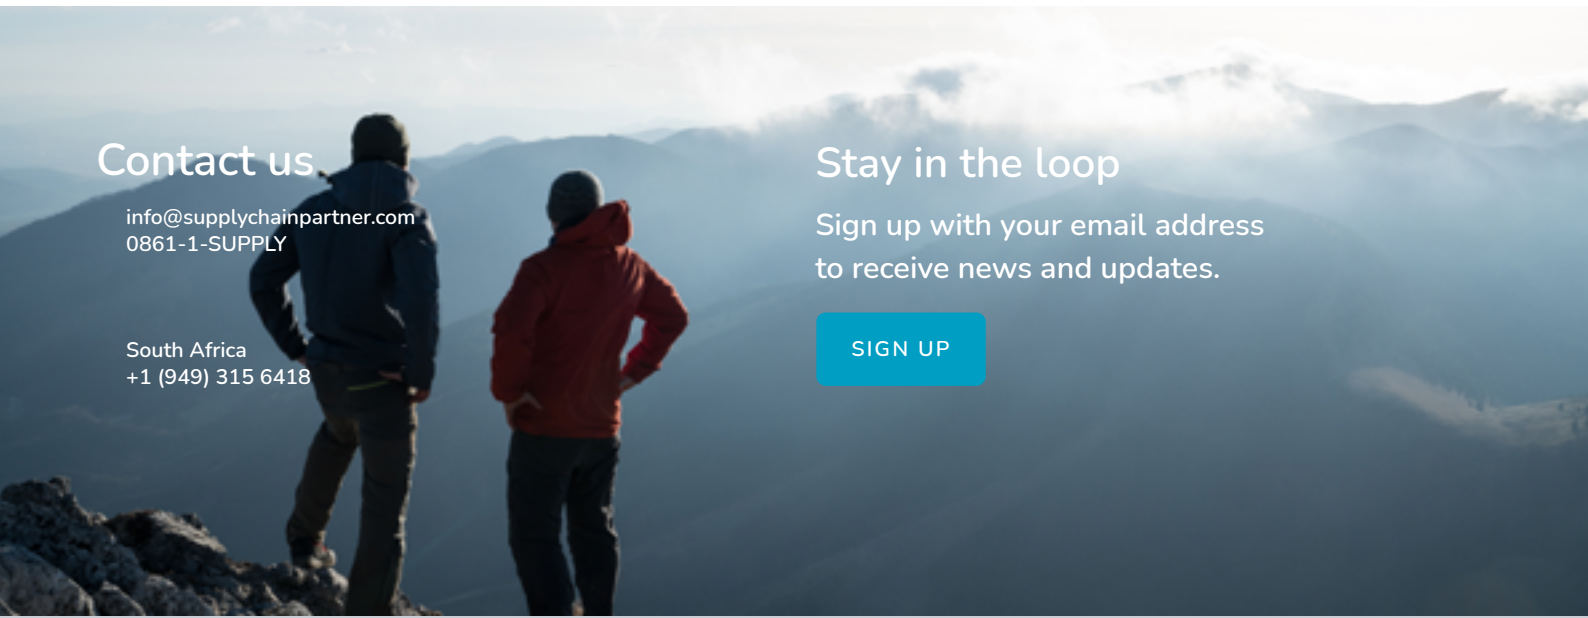 Contact us
info@supplychainpartner.com
0861-1-SUPPLY
South Africa
+1 (949) 315 6418
Stay in the loop
Sign up with your email address
to receive news and updates.
SIGN UP